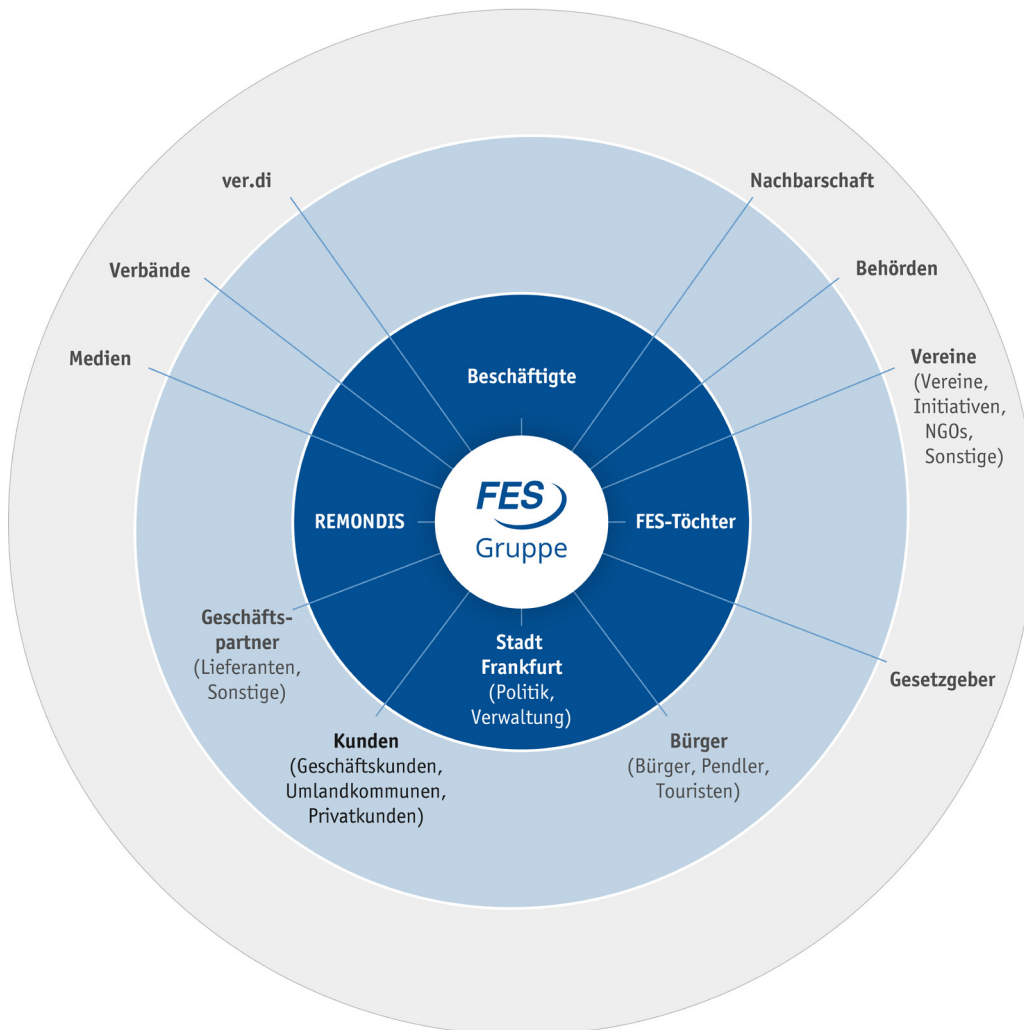 ver.di
Nachbarschaft
Verbände
Behörden
Medien
Vereine
(Vereine,
Initiativen,
NGOs,
Sonstige)
Beschäftigte
REMONDIS
FES
Gruppe
FES-Töchter
Geschäfts-
partner
(Lieferanten,
Sonstige)
Stadt
Frankfurt
(Politik,
Verwaltung)
Gesetzgeber
Kunden
(Geschäftskunden,
Umlandkommunen,
Privatkunden)
Bürger
(Bürger, Pendler,
Touristen)